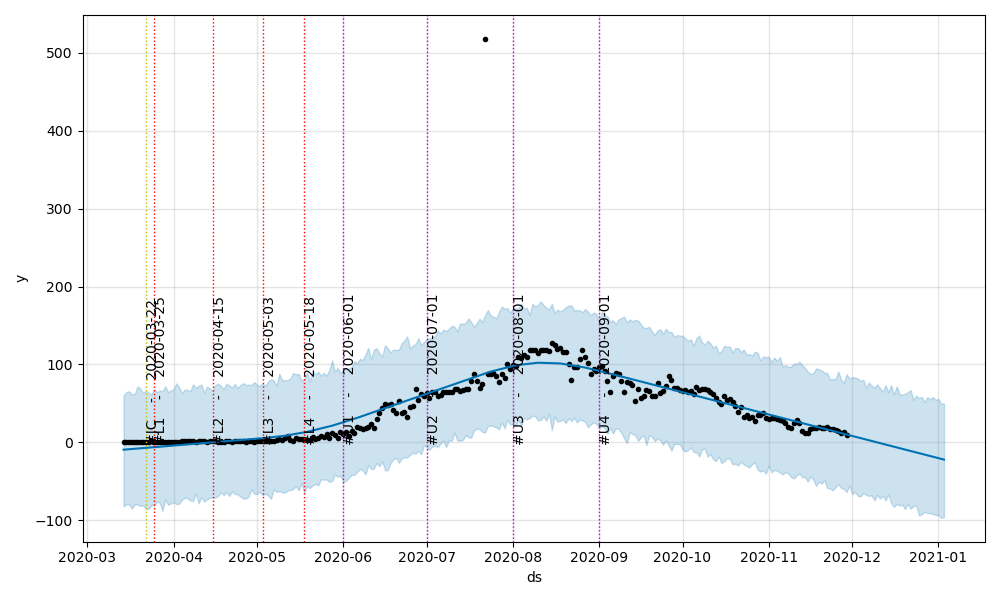 500
400
300
200
100
0
−100
y
#JC - 2020-03-22
#L1 - 2020-03-25
#L2 - 2020-04-15
#L3 - 2020-05-03
#L4 - 2020-05-18
#U1 - 2020-06-01
#U2 - 2020-07-01
#U3 - 2020-08-01
#U4 - 2020-09-01
2020-03 2020-04 2020-05 2020-06 2020-07 2020-08 2020-09 2020-10 2020-11 2020-12 2021-01
ds